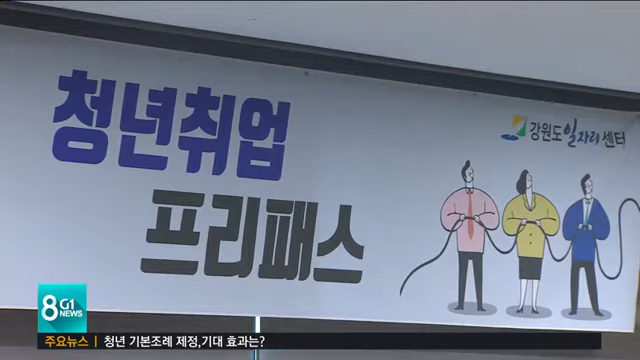 청년취업
프리패스
강원도 일자리 센터
8 G1
NEWS
주요뉴스 | 청년 기본조례 제정,기대 효과는?